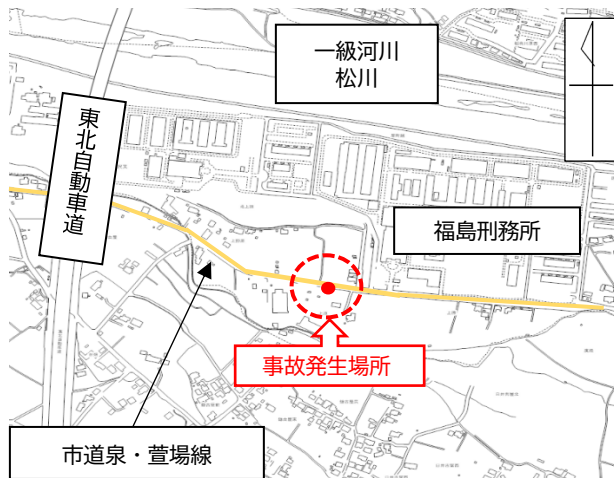 一級河川
松川
東北自動車道
福島刑務所
事故発生場所
市道泉・萱場線